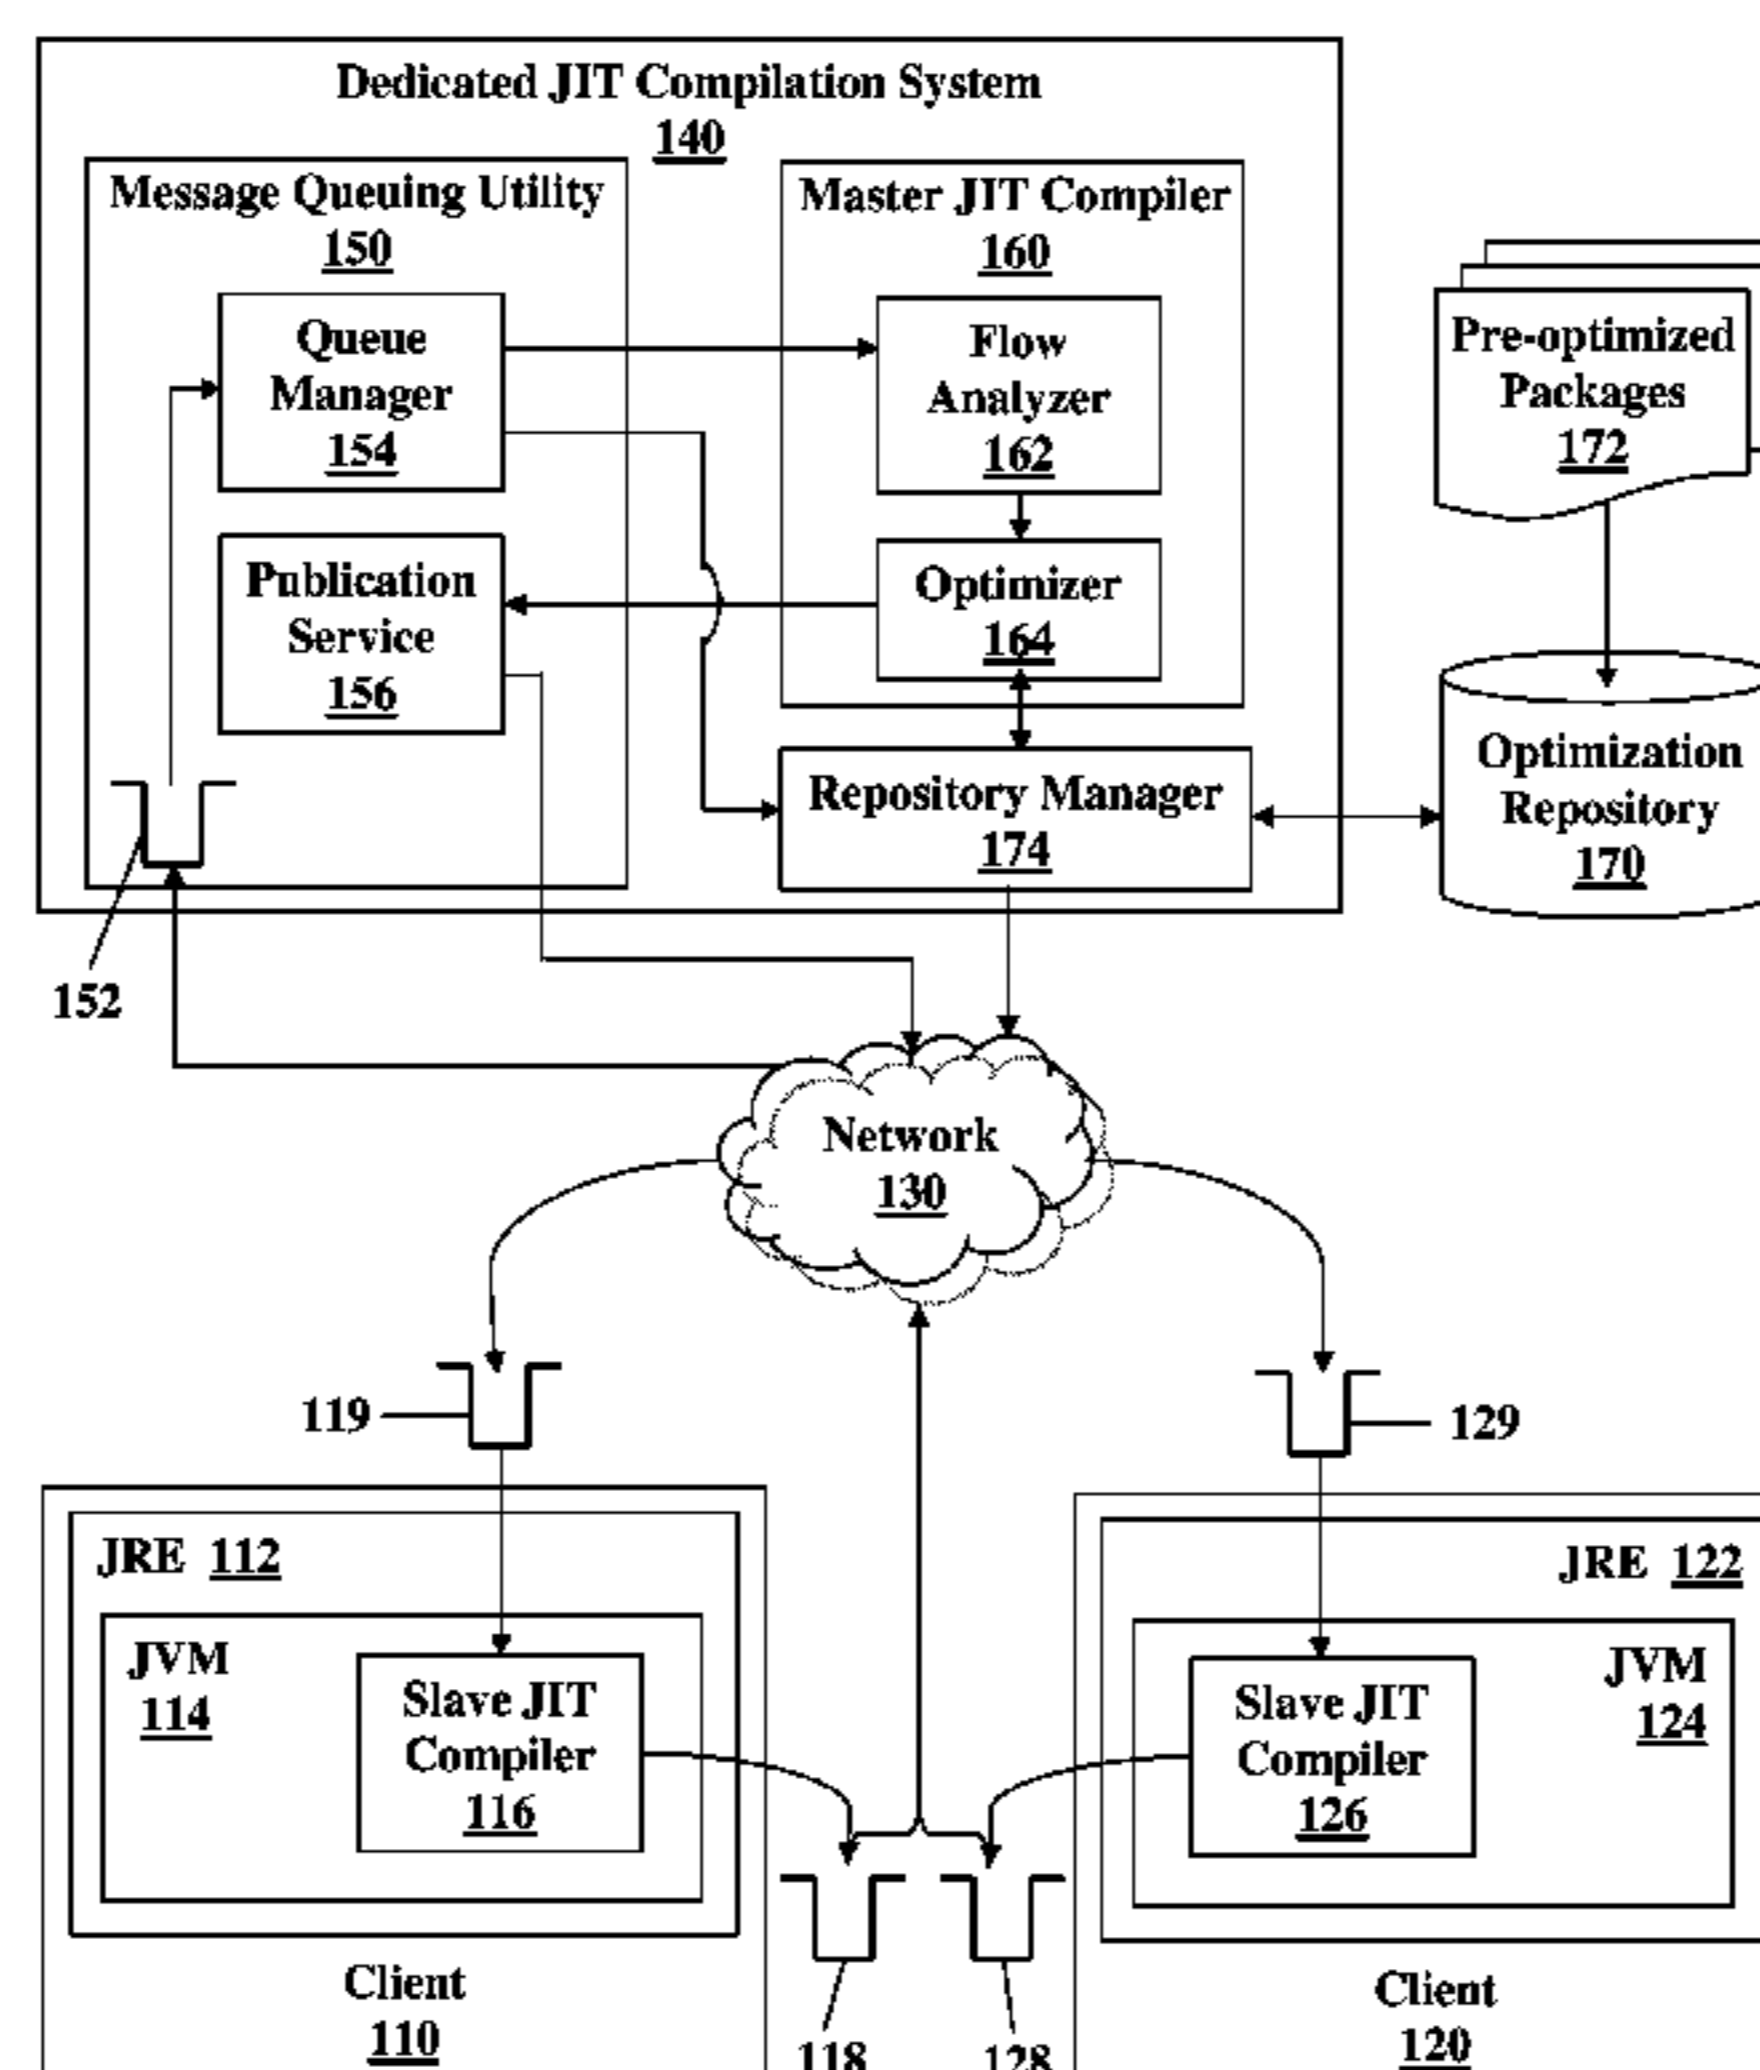 Dedicated JIT Compilation System
140
Message Queuing Utility
150
Master JIT Compiler
160
Queue
Manager
154
Flow
Analyzer
162
Pre-optimized
Packages
172
Publication
Service
156
Optimizer
164
Repository Manager
174
Optimization
Repository
170
152
Network
130
119
129
JRE 112
JVM
114
Slave JIT
Compiler
116
JRE 122
JVM
124
Slave JIT
Compiler
126
Client
110
118
128
Client
120